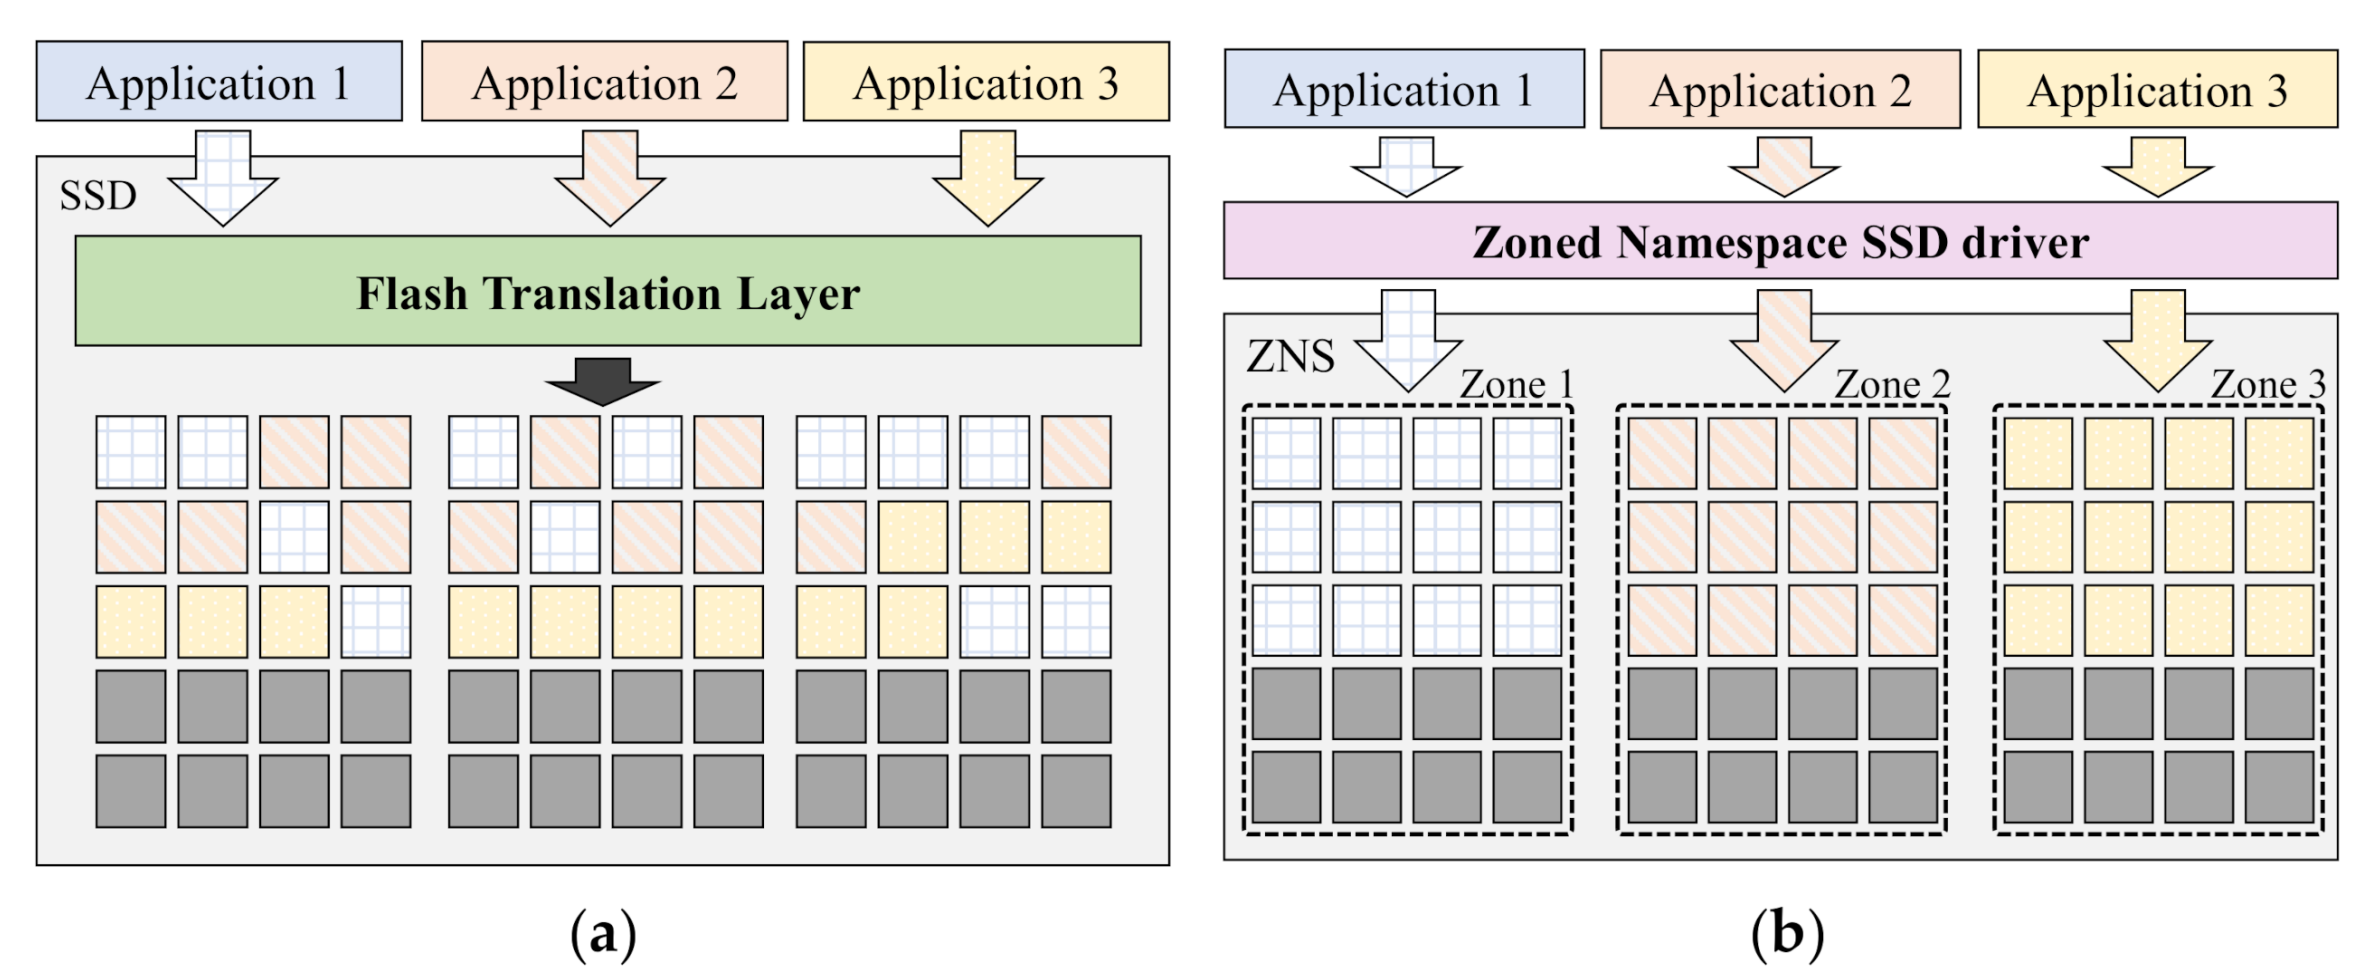 Application 1
Application 2
Application 3
SSD
Flash Translation Layer
(a)
Application 1
Application 2
Application 3
Zoned Namespace SSD driver
ZNS
Zone 1
Zone 2
Zone 3
(b)